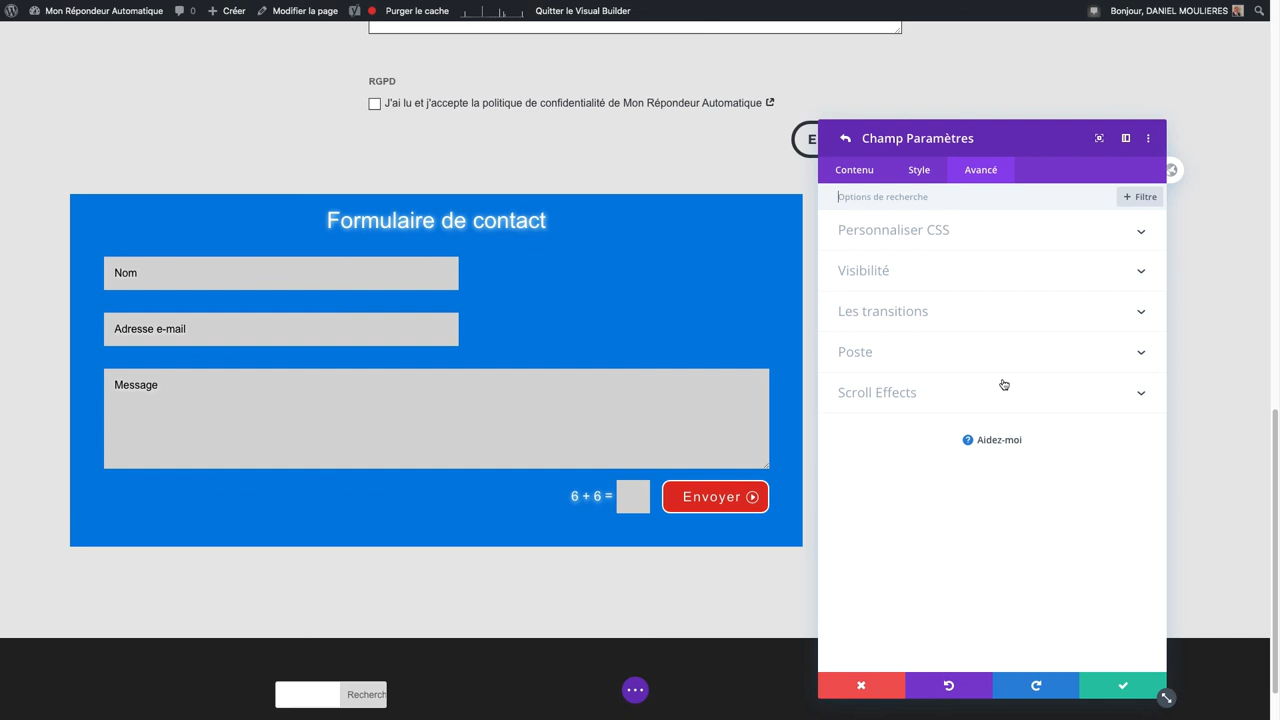 Mon Répondeur Automatique 0 Créer Modifier la page Purger le cache Quitter le Visual Builder Bonjour, DANIEL MOULIERES
RGPD
J'ai lu et j'accepte la politique de confidentialité de Mon Répondeur Automatique
E
Formulaire de contact
Nom
Adresse e-mail
Message
6 + 6 =
Envoyer
Champ Paramètres
Contenu Style Avancé
Options de recherche
+ Filtre
Personnaliser CSS
Visibilité
Les transitions
Poste
Scroll Effects
? Aidez-moi
Recherch